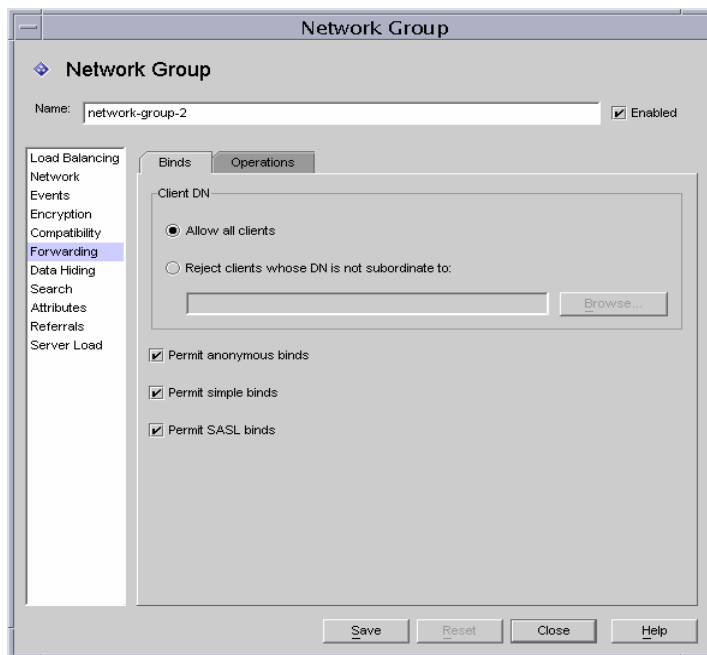 Network Group
Network Group
Name: network-group-2 Enabled
Load Balancing
Network
Events
Encryption
Compatibility
Forwarding
Data Hiding
Search
Attributes
Referrals
Server Load
Binds Operations
Client DN
Allow all clients
Reject clients whose DN is not subordinate to:
Browse...
Permit anonymous binds
Permit simple binds
Permit SASL binds
Save Reset Close Help